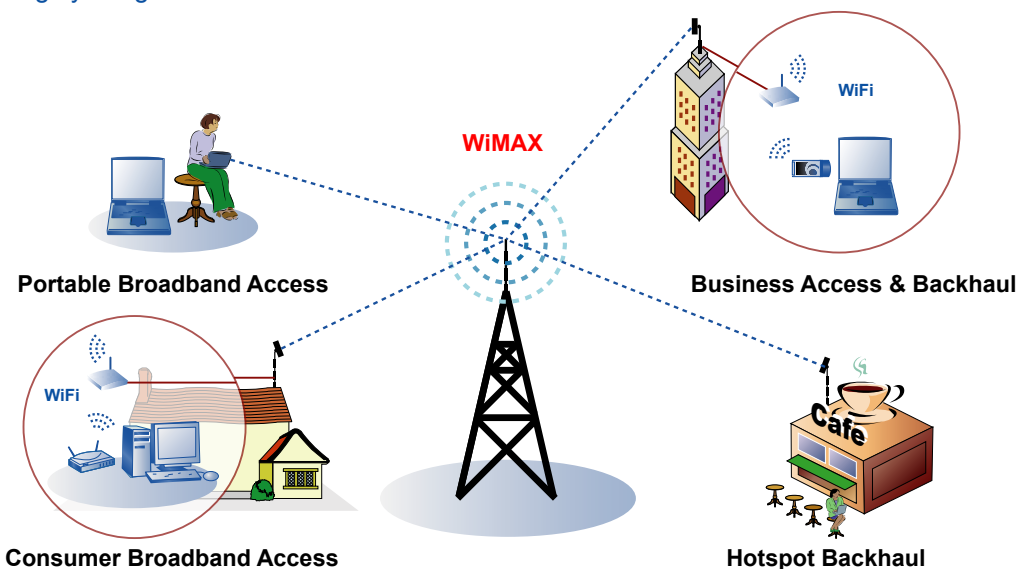 WiMAX
WiFi
Portable Broadband Access
Business Access & Backhaul
WiFi
Cafe
Consumer Broadband Access
Hotspot Backhaul